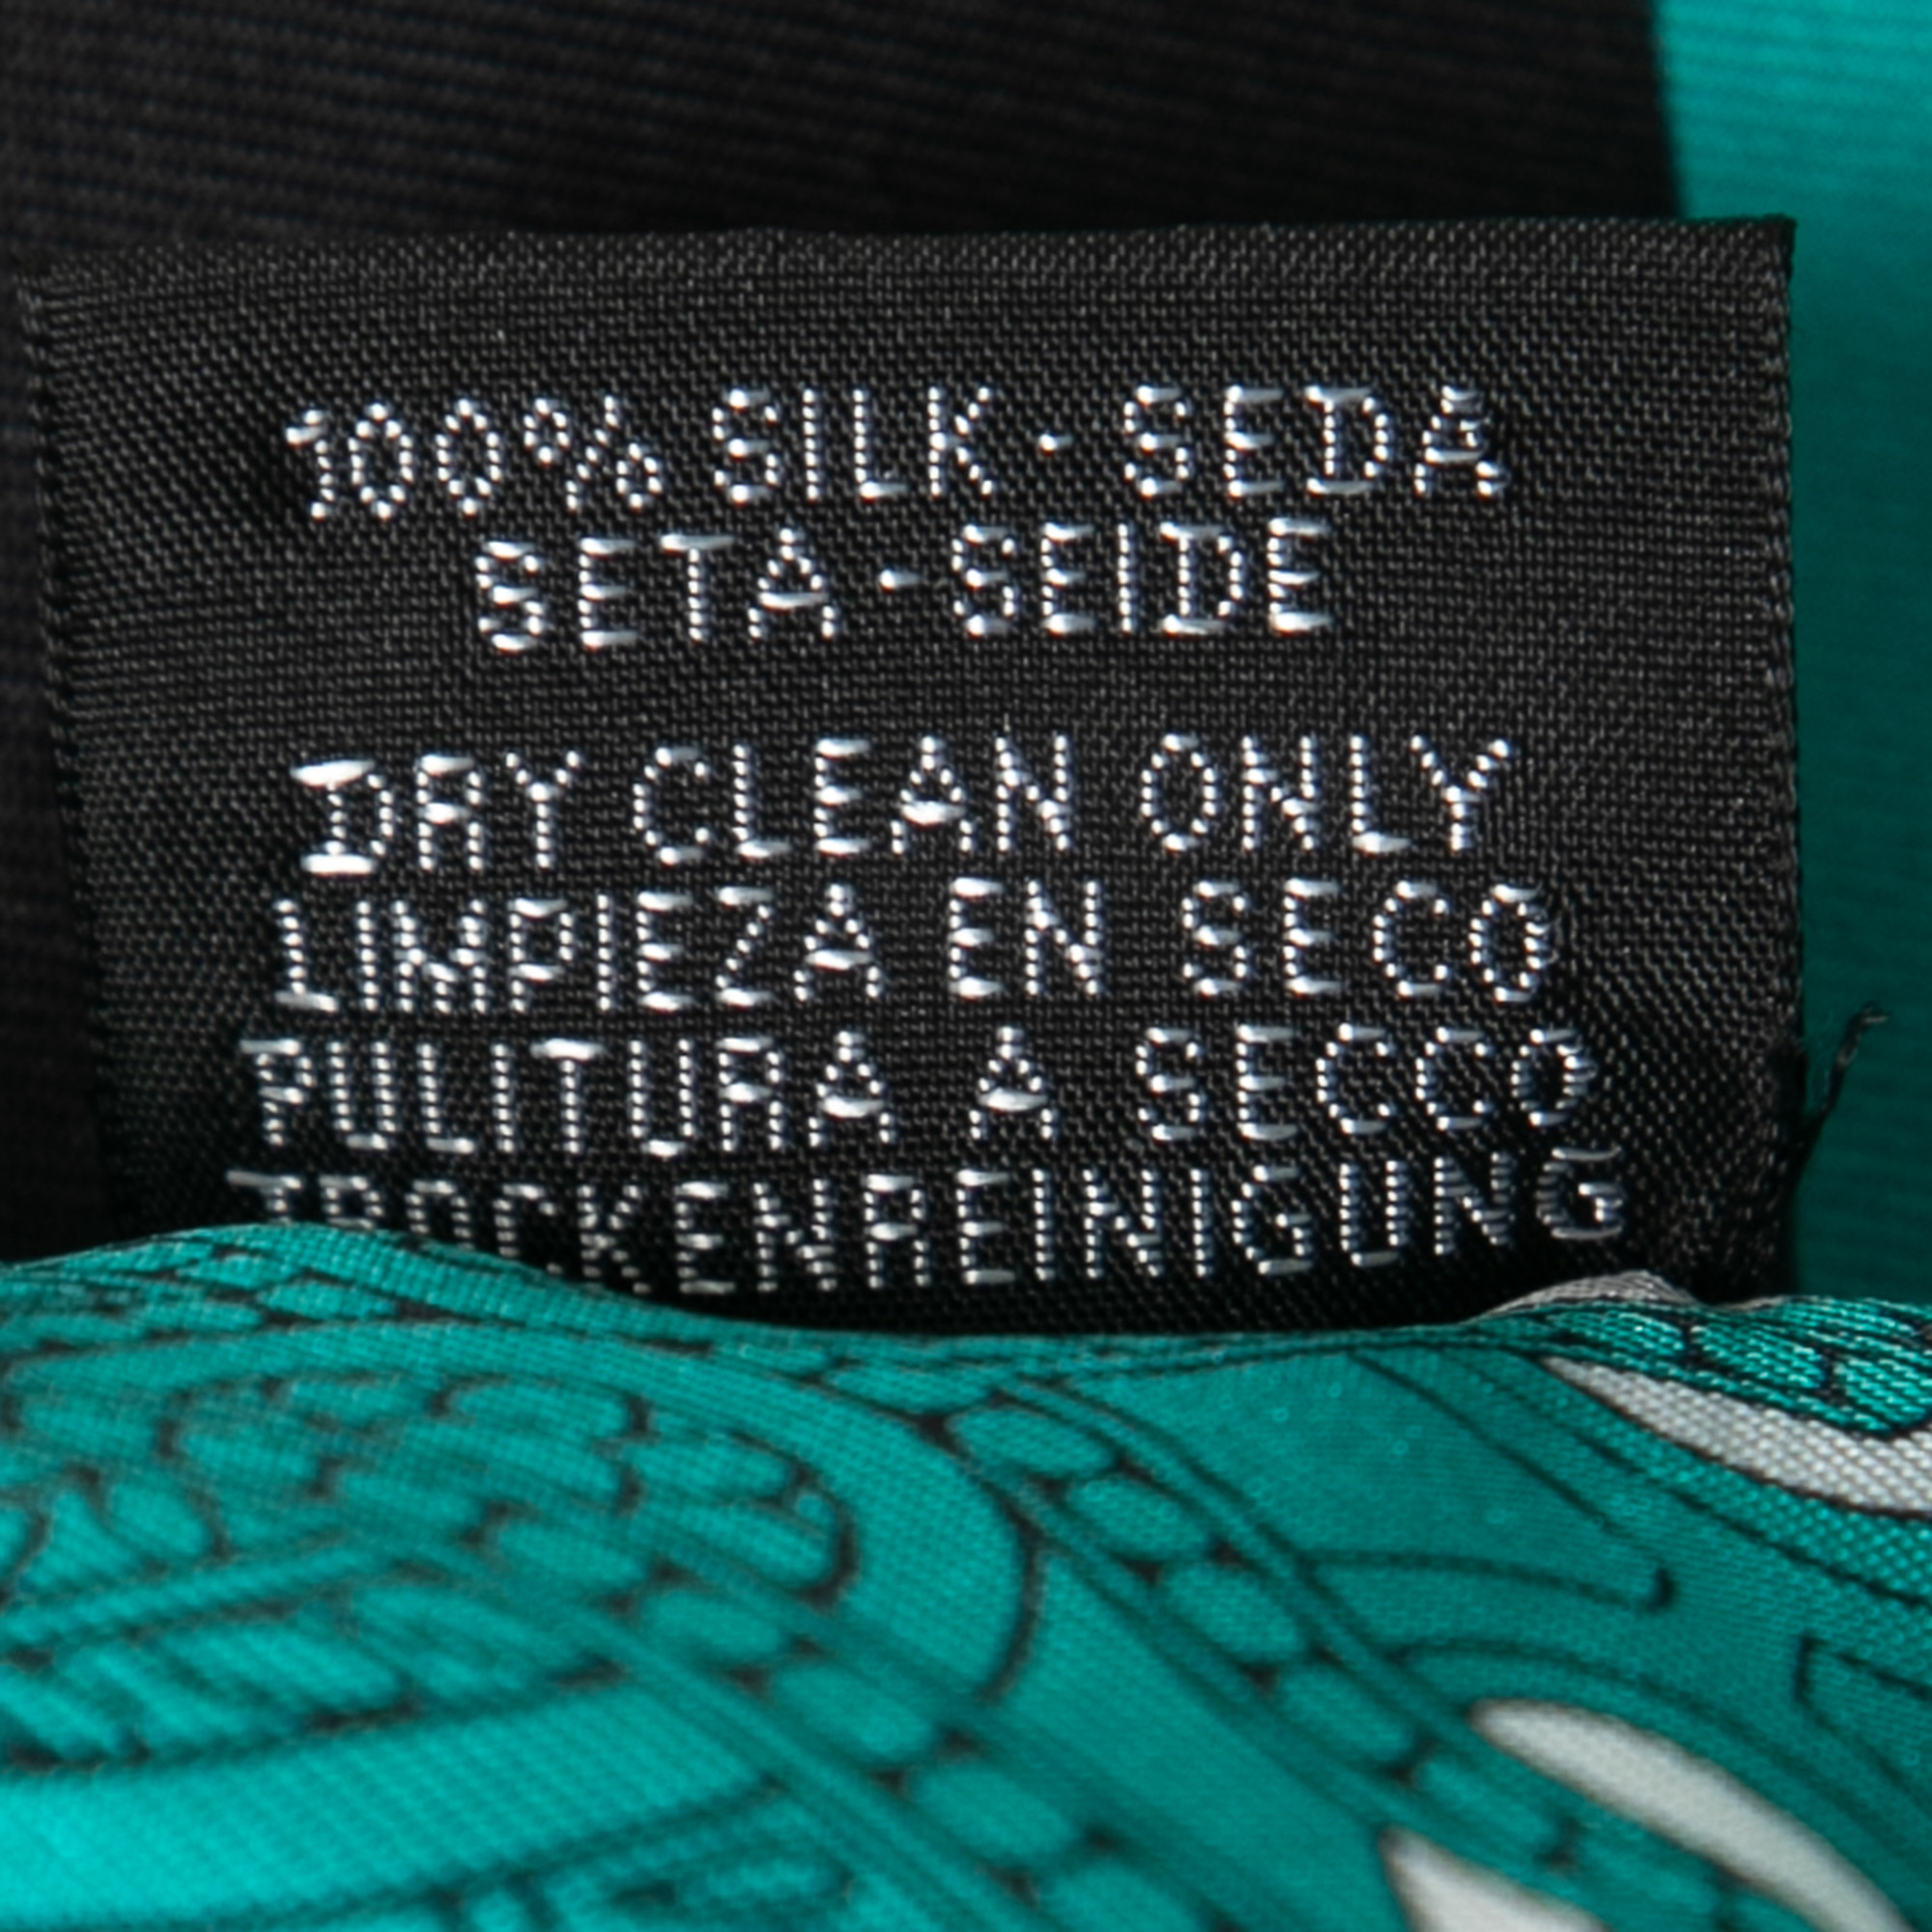 100% SILK - SEDA
SETA - SEIDE
DRY CLEAN ONLY
LIMPIEZA EN SECO
PULITURA A SECCO
TROCKENREINIGUNG